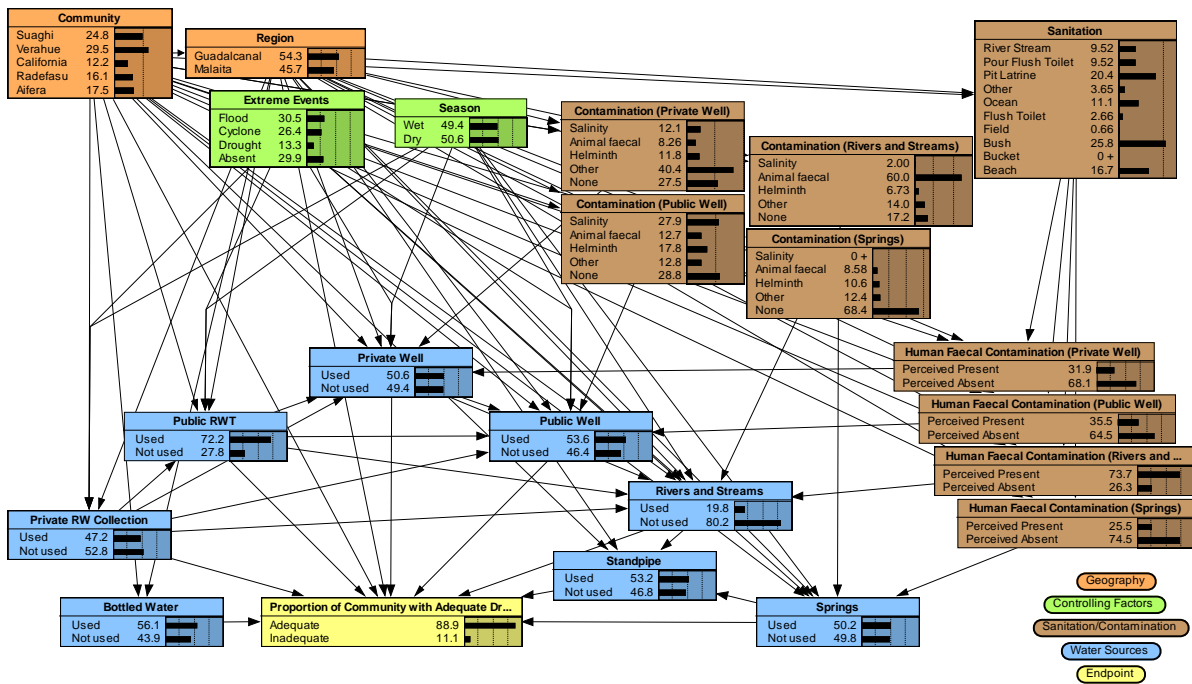 Community
Suaghi 24.8
Verahue 29.5
California 12.2
Radefasu 16.1
Aifera 17.5
Region
Guadalcanal 54.3
Malaita 45.7
Extreme Events
Flood 30.5
Cyclone 26.4
Drought 13.3
Absent 29.9
Season
Wet 49.4
Dry 50.6
Contamination (Private Well)
Salinity 12.1
Animal faecal 8.26
Helminth 11.8
Other 40.4
None 27.5
Contamination (Rivers and Streams)
Salinity 2.00
Animal faecal 60.0
Helminth 6.73
Other 14.0
None 17.2
Sanitation
River Stream 9.52
Pour Flush Toilet 9.52
Pit Latrine 20.4
Other 3.65
Ocean 11.1
Flush Toilet 2.66
Field 0.66
Bush 25.8
Bucket 0 +
Beach 16.7
Contamination (Public Well)
Salinity 27.9
Animal faecal 12.7
Helminth 17.8
Other 12.8
None 28.8
Contamination (Springs)
Salinity 0 +
Animal faecal 8.58
Helminth 10.6
Other 12.4
None 68.4
Private Well
Used 50.6
Not used 49.4
Human Faecal Contamination (Private Well)
Perceived Present 31.9
Perceived Absent 68.1
Public RWT
Used 72.2
Not used 27.8
Public Well
Used 53.6
Not used 46.4
Human Faecal Contamination (Public Well)
Perceived Present 35.5
Perceived Absent 64.5
Human Faecal Contamination (Rivers and ...
Perceived Present 73.7
Perceived Absent 26.3
Rivers and Streams
Used 19.8
Not used 80.2
Human Faecal Contamination (Springs)
Perceived Present 25.5
Perceived Absent 74.5
Private RW Collection
Used 47.2
Not used 52.8
Standpipe
Used 53.2
Not used 46.8
Bottled Water
Used 56.1
Not used 43.9
Proportion of Community with Adequate Dr...
Adequate 88.9
Inadequate 11.1
Springs
Used 50.2
Not used 49.8
Geography
Controlling Factors
Sanitation/Contamination
Water Sources
Endpoint